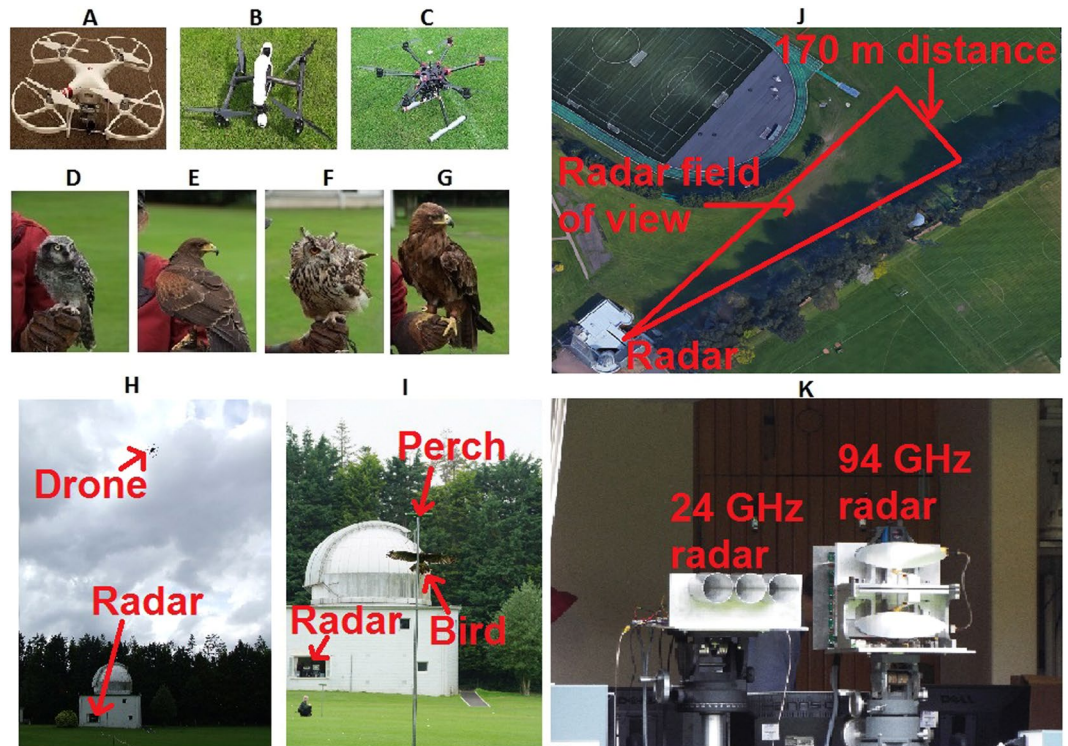 A
B
C
J
170 m distance
D
E
F
G
Radar field
of view
Radar
H
I
K
Drone
Perch
Radar
Radar
Bird
24 GHz
radar
94 GHz
radar